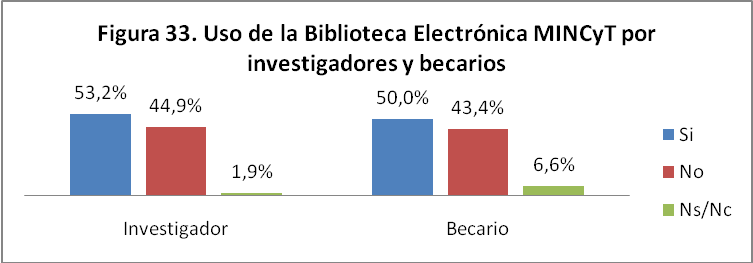 Figura 33. Uso de la Biblioteca Electrónica MINCyT por
investigadores y becarios
53,2%
44,9%
1,9%
50,0%
43,4%
6,6%
Investigador
Becario
Si
No
Ns/Nc